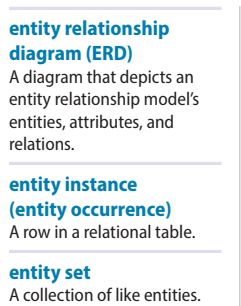 entity relationship
diagram (ERD)
A diagram that depicts an
entity relationship model's
entities, attributes, and
relations.
entity instance
(entity occurrence)
A row in a relational table.
entity set
A collection of like entities.